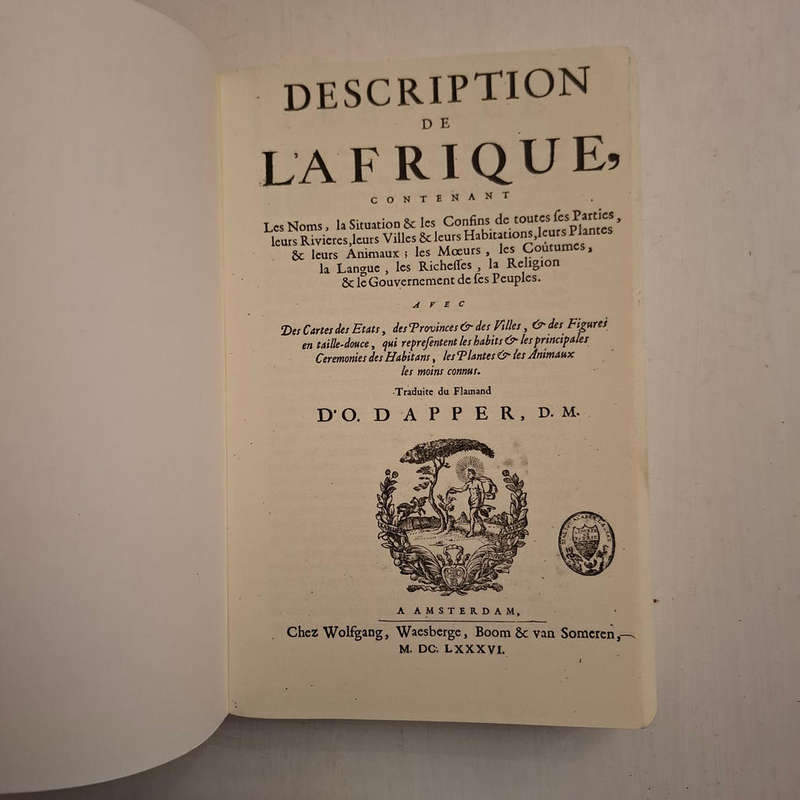 DESCRIPTION
DE
L'AFRIQUE,
CONTENANT
Les Noms, la Situation & les Confins de toutes ſes Parties,
leurs Rivieres, leurs Villes & leurs Habitations, leurs Plantes
& leurs Animaux; les Mœurs, les Coûtumes,
la Langue, les Richeſſes, la Religion
& le Gouvernement de ſes Peuples.
AVEC
Des Cartes des Etats, des Provinces & des Villes, & des Figures
en taille-douce, qui repreſentent les habits & les principales
Ceremonies des Habitans, les Plantes & les Animaux
les moins connus.
Traduite du Flamand
D'O. DAPPER, D. M.
A AMSTERDAM,
Chez Wolfgang, Waesberge, Boom & van Someren,
M. DC. LXXXVI.